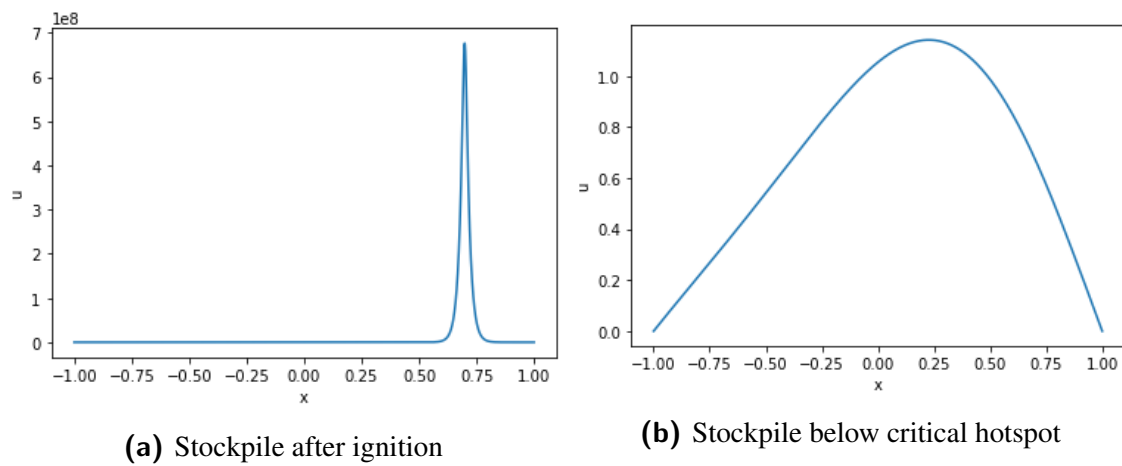 1e8
7
6
5
4
3
2
1
0
u
−1.00 −0.75 −0.50 −0.25 0.00 0.25 0.50 0.75 1.00
x
(a) Stockpile after ignition
1.0
0.8
0.6
0.4
0.2
0.0
u
−1.00 −0.75 −0.50 −0.25 0.00 0.25 0.50 0.75 1.00
x
(b) Stockpile below critical hotspot